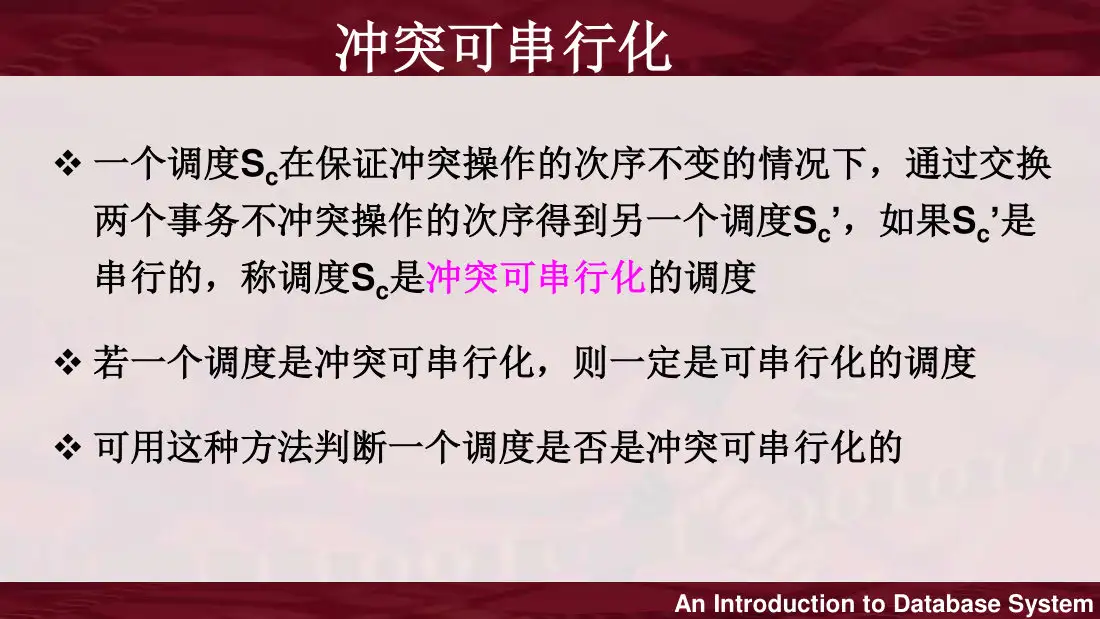 冲突可串行化
❖ 一个调度Sc在保证冲突操作的次序不变的情况下，通过交换
两个事务不冲突操作的次序得到另一个调度Sc’，如果Sc’是
串行的，称调度Sc是冲突可串行化的调度
❖ 若一个调度是冲突可串行化，则一定是可串行化的调度
❖ 可用这种方法判断一个调度是否是冲突可串行化的
An Introduction to Database System